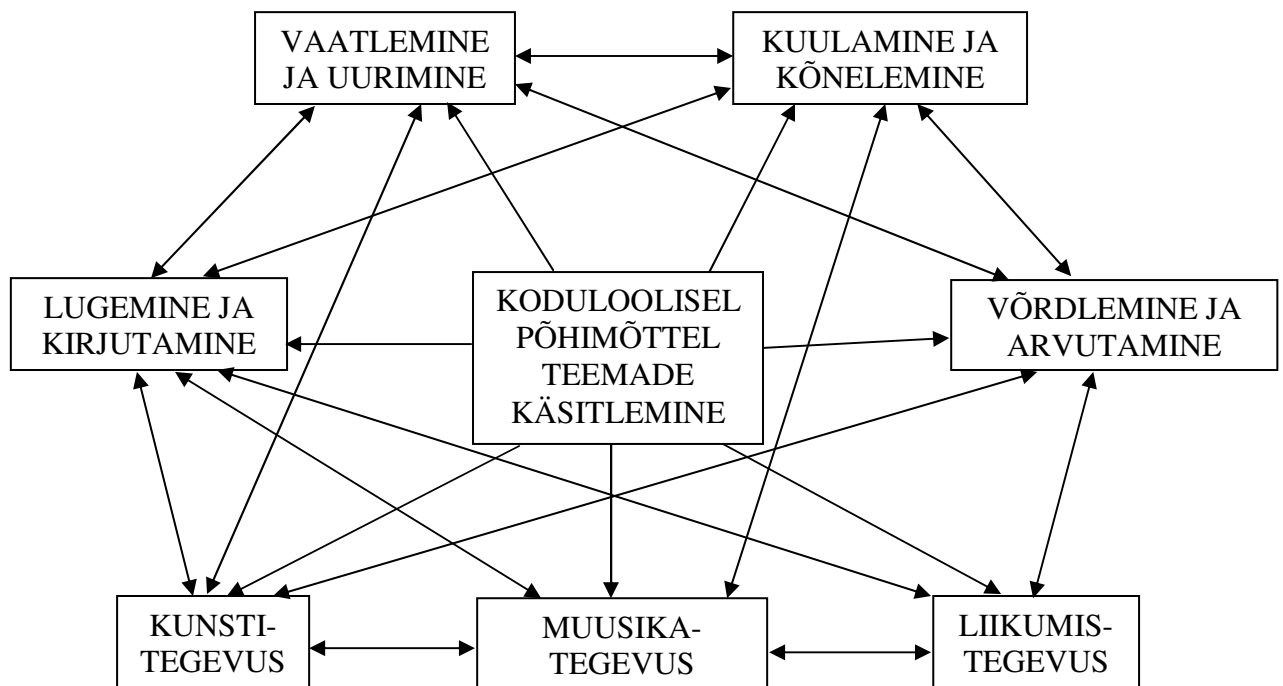 VAATLEMINE
JA UURIMINE
KUULAMINE JA
KÕNELEMINE
LUGEMINE JA
KIRJUTAMINE
KODULOOLISEL
PÕHIMÕTTEL
TEEMADE
KÄSITLEMINE
VÕRDLEMINE JA
ARVUTAMINE
KUNSTI-
TEGEVUS
MUUSIKA-
TEGEVUS
LIIKUMIS-
TEGEVUS